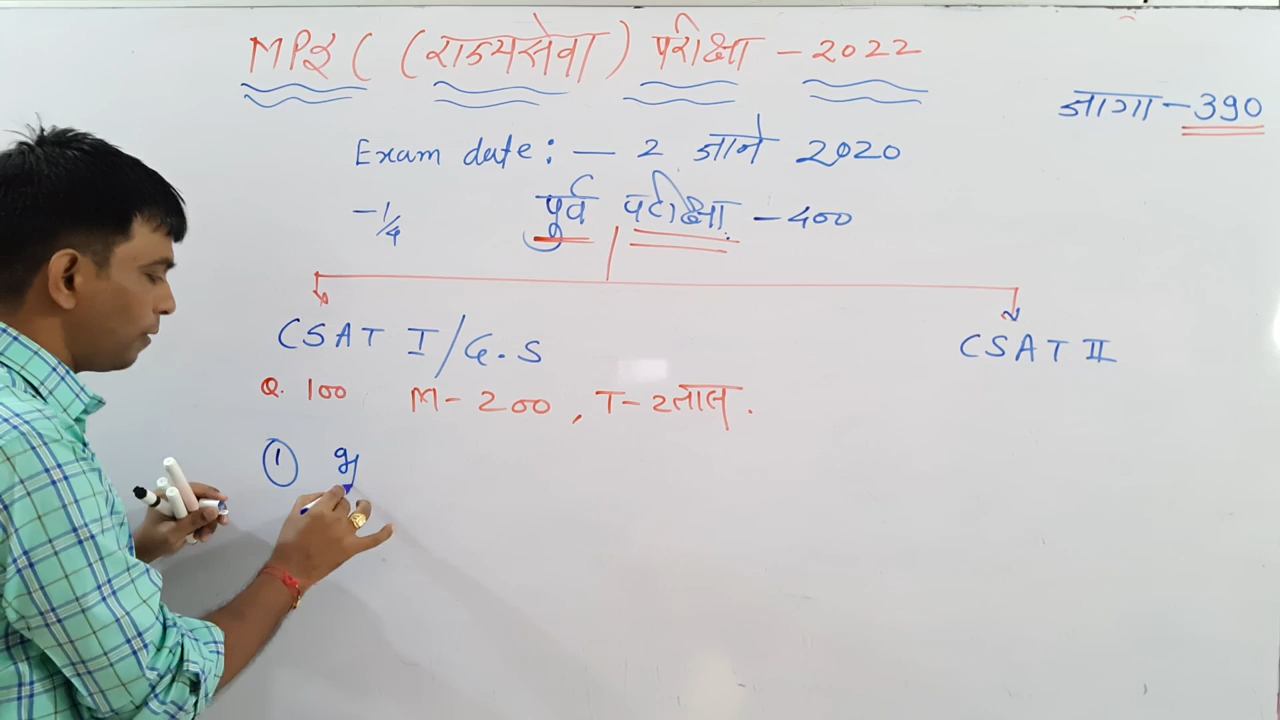 MPSC (राज्यसेवा) परीक्षा - 2022
जागा - 390
Exam date : — 2 जाने 2020
-1/4 पुर्व परीक्षा - 400
CSAT I/G.S
CSAT II
Q. 100 M - 200 , T - 2 तास .
① भु